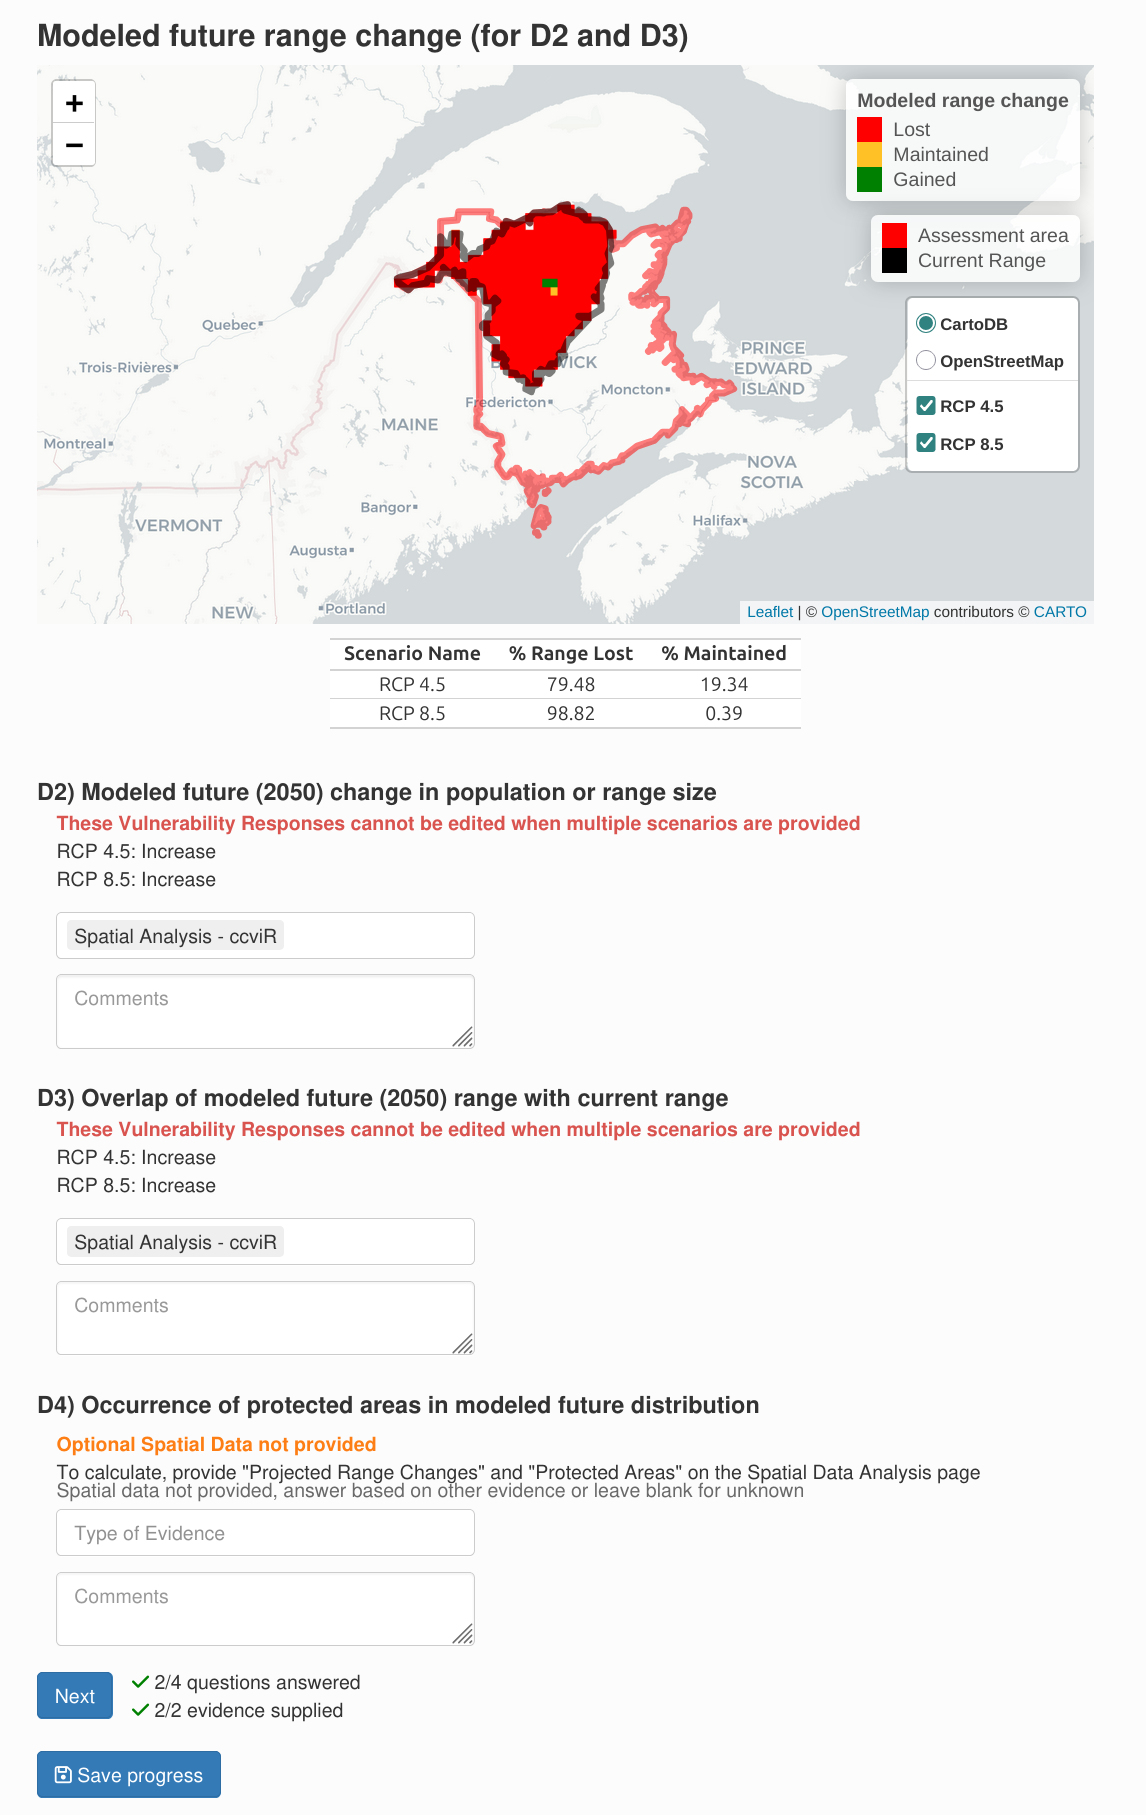 Modeled future range change (for D2 and D3)
+
−
Modeled range change
Lost
Maintained
Gained
Assessment area
Current Range
CartoDB
OpenStreetMap
RCP 4.5
RCP 8.5
Quebec
Trois-Rivières
Montreal
MAINE
Fredericton
WICK
Moncton
PRINCE
EDWARD
ISLAND
NOVA
SCOTIA
Halifax
VERMONT
Bangor
Augusta
NEW
Portland
Leaflet | © OpenStreetMap contributors © CARTO
Scenario Name % Range Lost % Maintained
RCP 4.5 79.48 19.34
RCP 8.5 98.82 0.39
D2) Modeled future (2050) change in population or range size
These Vulnerability Responses cannot be edited when multiple scenarios are provided
RCP 4.5: Increase
RCP 8.5: Increase
Spatial Analysis - ccviR
Comments
D3) Overlap of modeled future (2050) range with current range
These Vulnerability Responses cannot be edited when multiple scenarios are provided
RCP 4.5: Increase
RCP 8.5: Increase
Spatial Analysis - ccviR
Comments
D4) Occurrence of protected areas in modeled future distribution
Optional Spatial Data not provided
To calculate, provide "Projected Range Changes" and "Protected Areas" on the Spatial Data Analysis page
Spatial data not provided, answer based on other evidence or leave blank for unknown
Type of Evidence
Comments
Next
2/4 questions answered
2/2 evidence supplied
Save progress